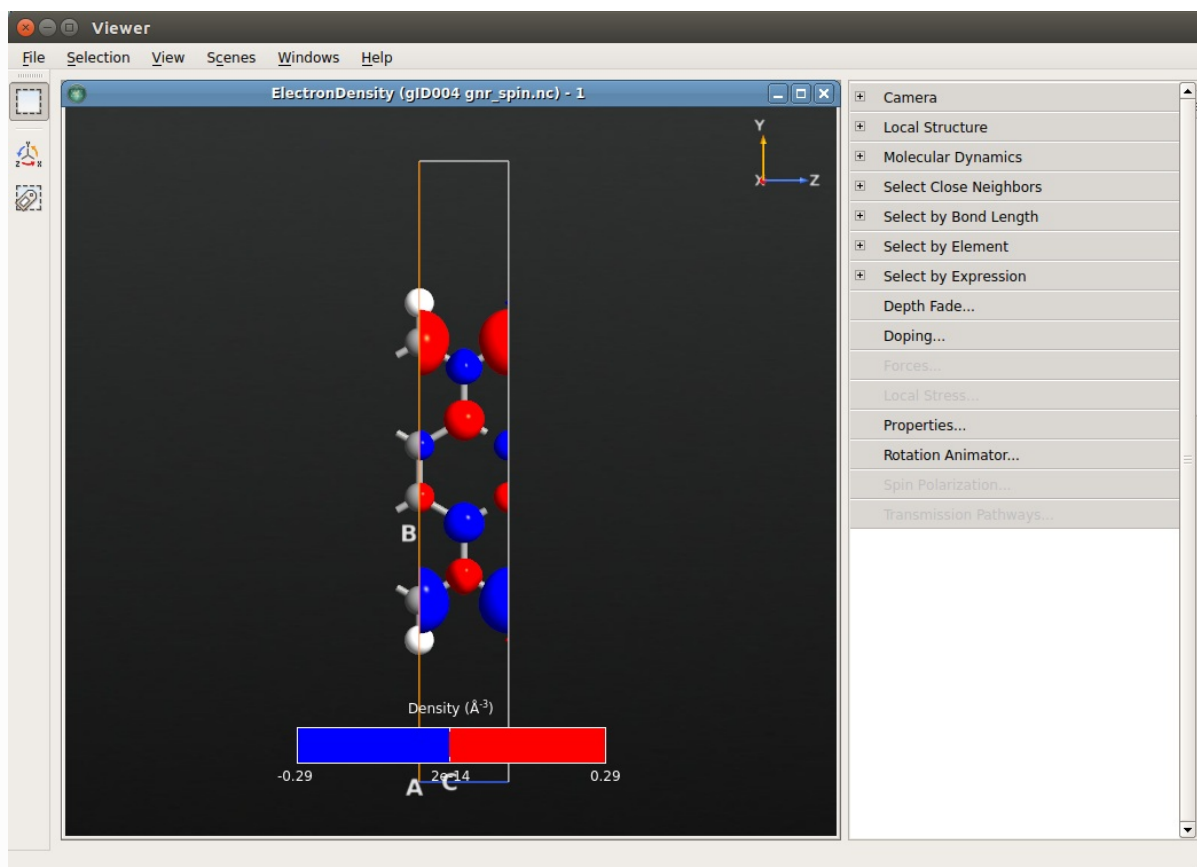 Viewer
File Selection View Scenes Windows Help
ElectronDensity (gID004 gnr_spin.nc) - 1
Camera
Local Structure
Molecular Dynamics
Select Close Neighbors
Select by Bond Length
Select by Element
Select by Expression
Depth Fade...
Doping...
Forces...
Local Stress...
Properties...
Rotation Animator...
Spin Polarization...
Transmission Pathways...
Y
X Z
B
Density (Å⁻³)
-0.29 2e-14 0.29
A C